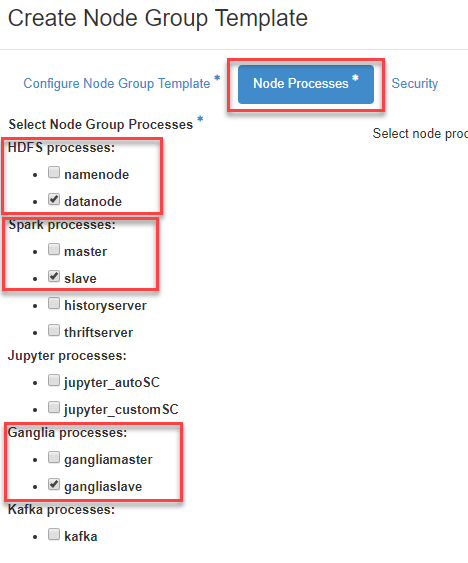 Create Node Group Template
Configure Node Group Template * Node Processes * Security
Select Node Group Processes *
Select node proc
HDFS processes:
namenode
datanode
Spark processes:
master
slave
historyserver
thriftserver
Jupyter processes:
jupyter_autoSC
jupyter_customSC
Ganglia processes:
gangliamaster
gangliaslave
Kafka processes:
kafka